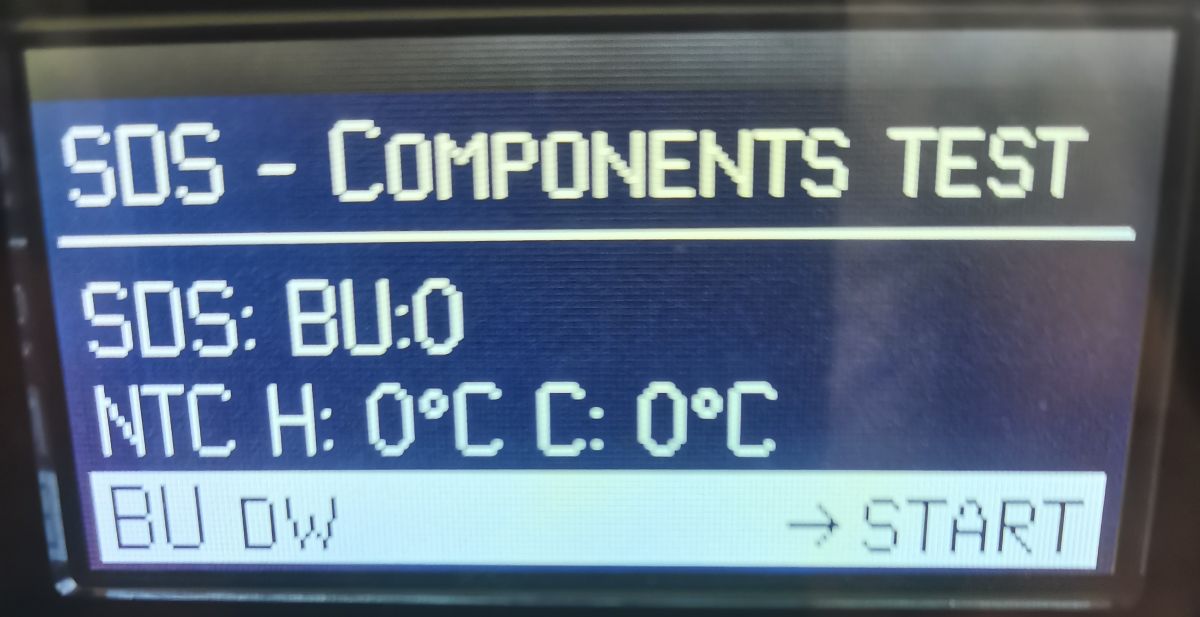 SDS - COMPONENTS TEST
SDS: BU:0
NTC H: 0°C C: 0°C
BU DW → START